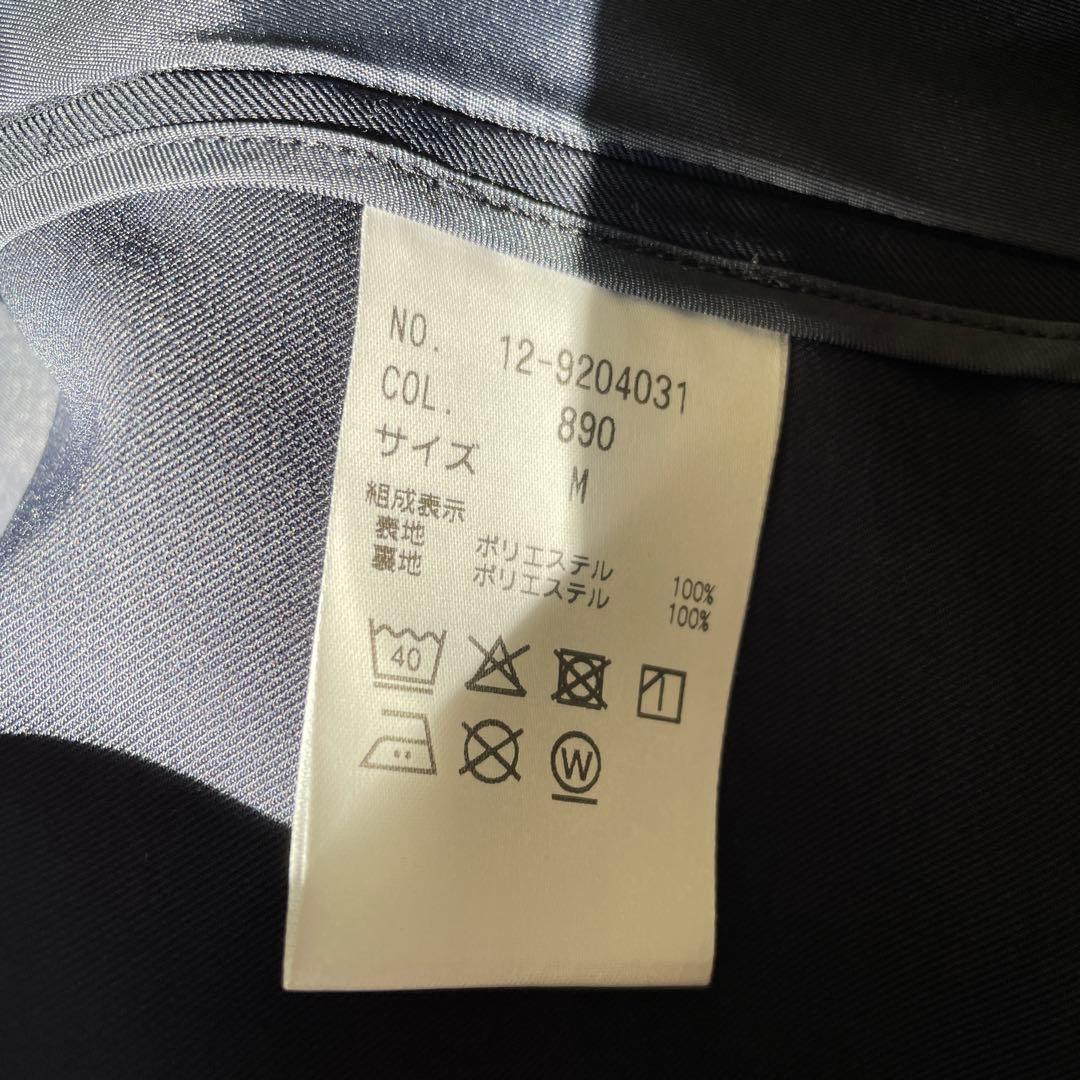 NO. 12-9204031
COL. 890
サイズ M
組成表示
表地 ポリエステル 100%
裏地 ポリエステル 100%
40
W